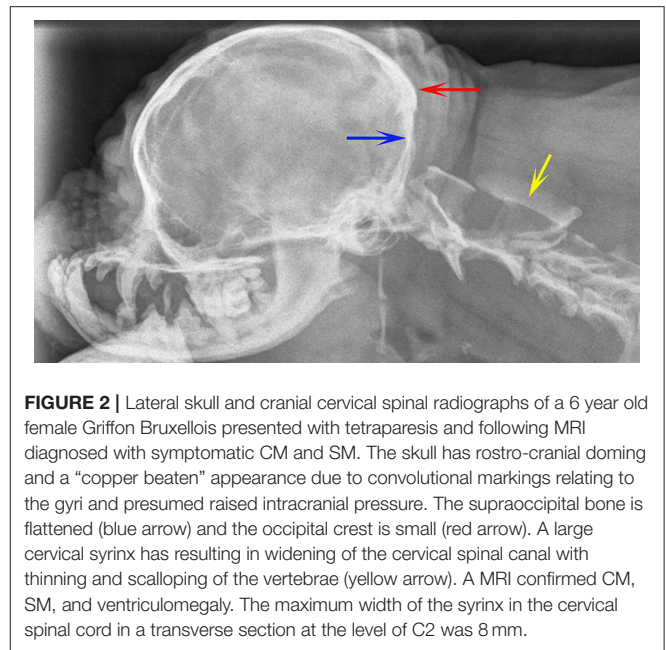 FIGURE 2 | Lateral skull and cranial cervical spinal radiographs of a 6 year old
female Griffon Bruxellois presented with tetraparesis and following MRI
diagnosed with symptomatic CM and SM. The skull has rostro-cranial doming
and a “copper beaten” appearance due to convolutional markings relating to
the gyri and presumed raised intracranial pressure. The supraoccipital bone is
flattened (blue arrow) and the occipital crest is small (red arrow). A large
cervical syrinx has resulting in widening of the cervical spinal canal with
thinning and scalloping of the vertebrae (yellow arrow). A MRI confirmed CM,
SM, and ventriculomegaly. The maximum width of the syrinx in the cervical
spinal cord in a transverse section at the level of C2 was 8 mm.